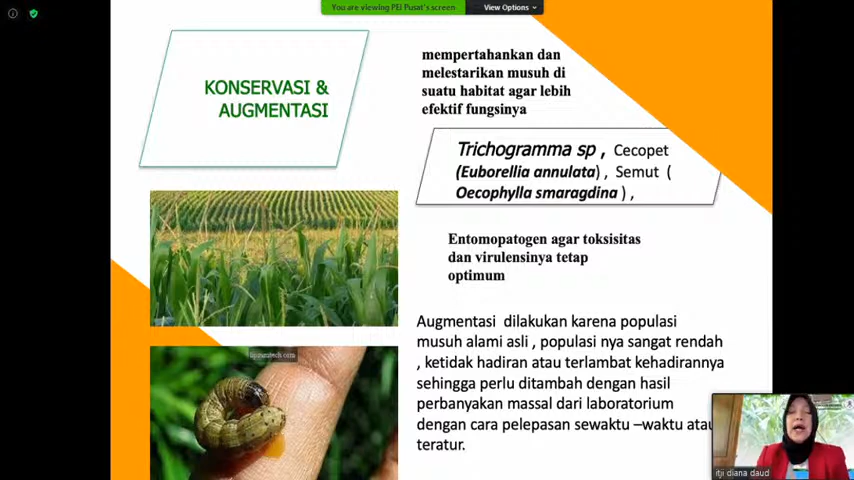 You are viewing PEI Pusat's screen
View Options
KONSERVASI &
AUGMENTASI
mempertahankan dan
melestarikan musuh di
suatu habitat agar lebih
efektif fungsinya
Trichogramma sp , Cecopet
(Euborellia annulata) , Semut (
Oecophylla smaragdina ) ,
Entomopatogen agar toksisitas
dan virulensinya tetap
optimum
Augmentasi dilakukan karena populasi
musuh alami asli , populasi nya sangat rendah
, ketidak hadiran atau terlambat kehadirannya
sehingga perlu ditambah dengan hasil
perbanyakan massal dari laboratorium
dengan cara pelepasan sewaktu –waktu atau
teratur.
itji diana daud